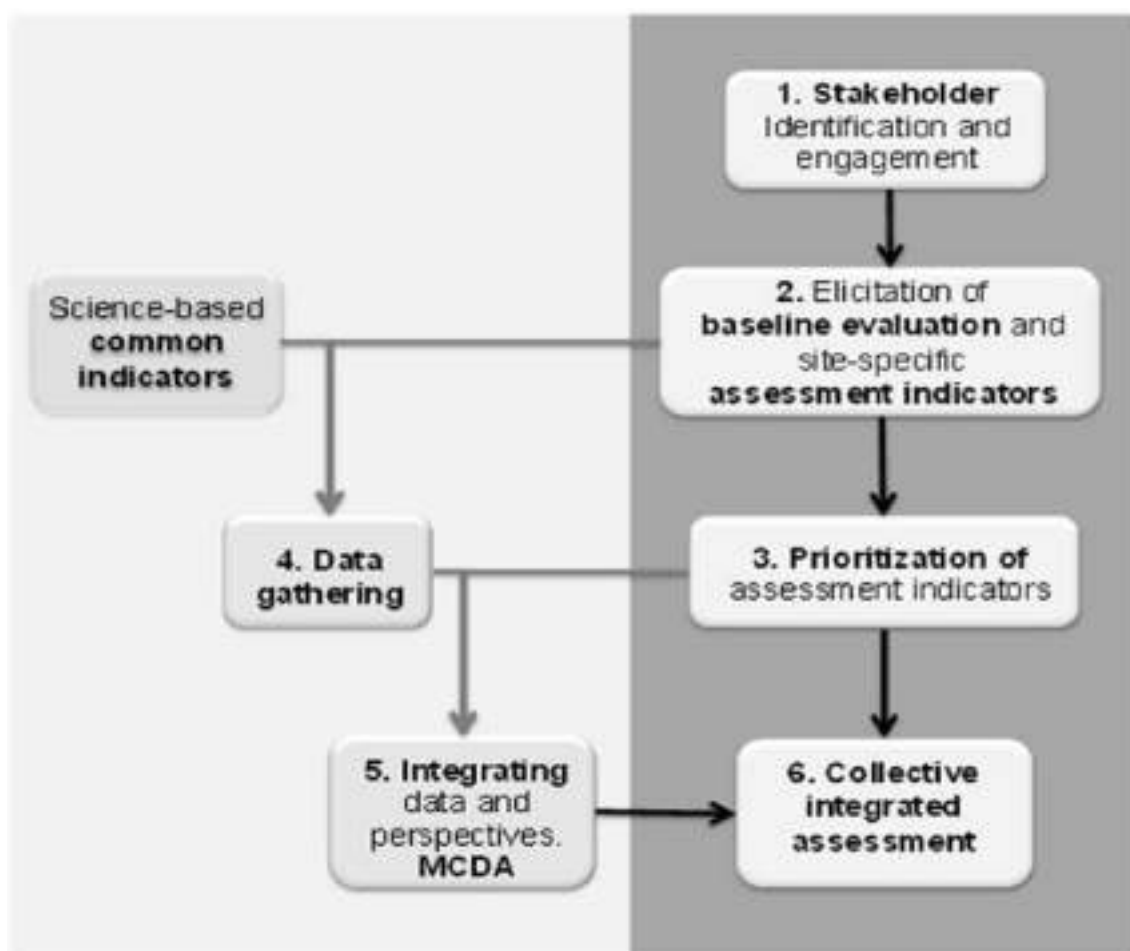 1. Stakeholder
Identification and
engagement
Science-based
common
indicators
2. Elicitation of
baseline evaluation and
site-specific
assessment indicators
4. Data
gathering
3. Prioritization of
assessment indicators
5. Integrating
data and
perspectives.
MCDA
6. Collective
integrated
assessment